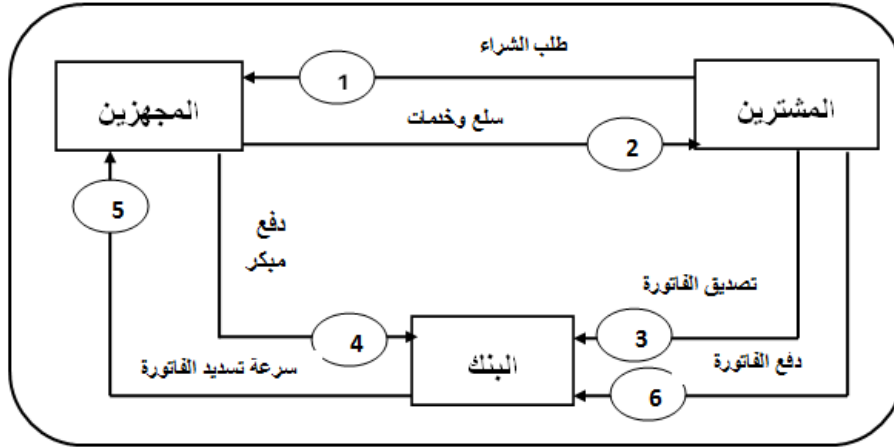 طلب الشراء
1
المجهزين
المشترين
سلع وخدمات
2
5
دفع
مبكر
تصديق الفاتورة
3
4
البنك
سرعة تسديد الفاتورة
دفع الفاتورة
6